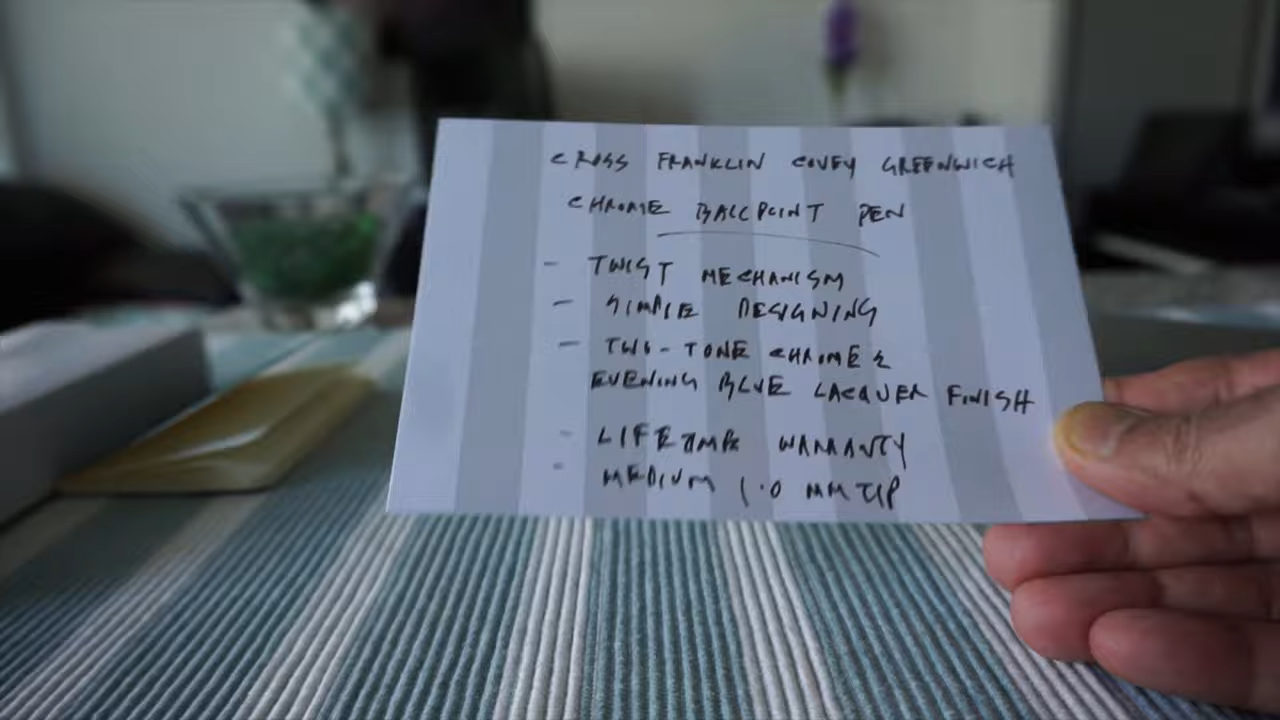 CROSS FRANKLIN COVEY GREENWICH
CHROME BALLPOINT PEN
- TWIST MECHANISM
- SIMPLE DESIGNING
- TWO-TONE CHROME &
EVENING BLUE LACQUER FINISH
- LIFETIME WARRANTY
- MEDIUM 1.0 MM TIP